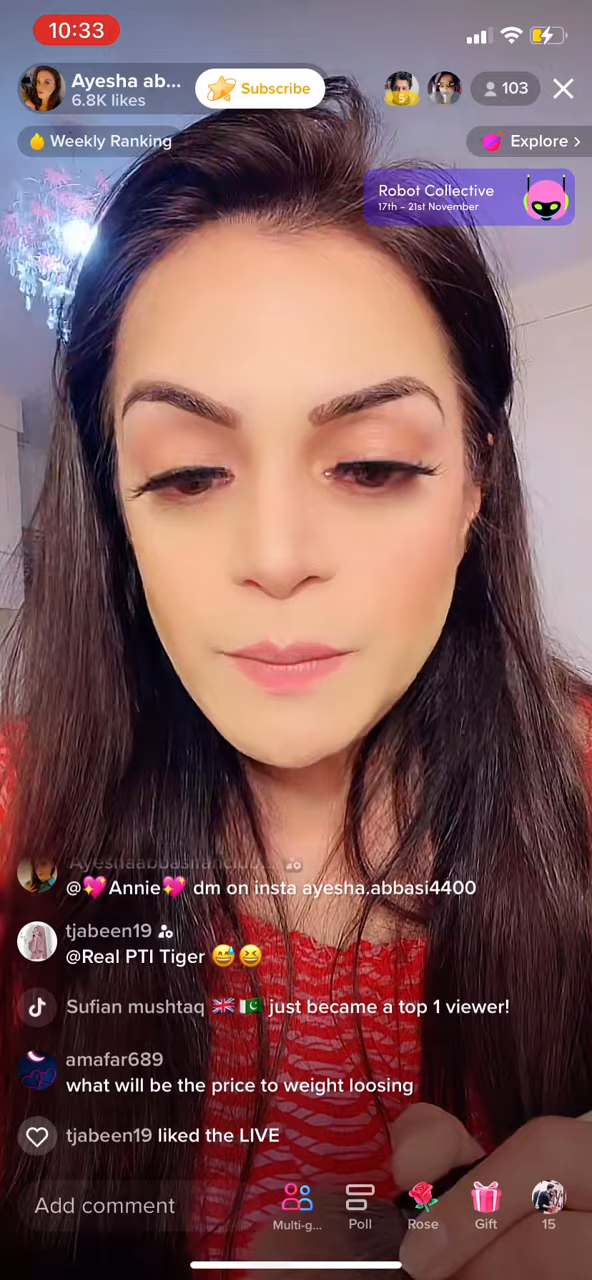 10:33
Ayesha ab...
6.8K likes
Subscribe
5
103
Weekly Ranking
Explore >
Robot Collective
17th - 21st November
Ayeshaabbasifanclub...
@💖Annie💖 dm on insta ayesha.abbasi4400
tjabeen19
@Real PTI Tiger 😅😆
Sufian mushtaq 🇬🇧🇵🇰 just became a top 1 viewer!
amafar689
what will be the price to weight loosing
tjabeen19 liked the LIVE
Add comment
Multi-g...
Poll
Rose
Gift
15